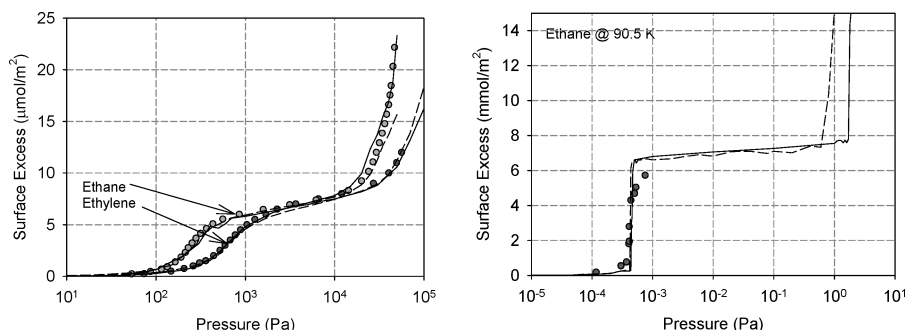 25
20
15
10
5
0
Surface Excess (μmol/m²)
Ethane
Ethylene
10¹ 10² 10³ 10⁴ 10⁵
Pressure (Pa)
Ethane @ 90.5 K
14
12
10
8
6
4
2
0
Surface Excess (mmol/m²)
10⁻⁵ 10⁻⁴ 10⁻³ 10⁻² 10⁻¹ 10⁰ 10¹
Pressure (Pa)